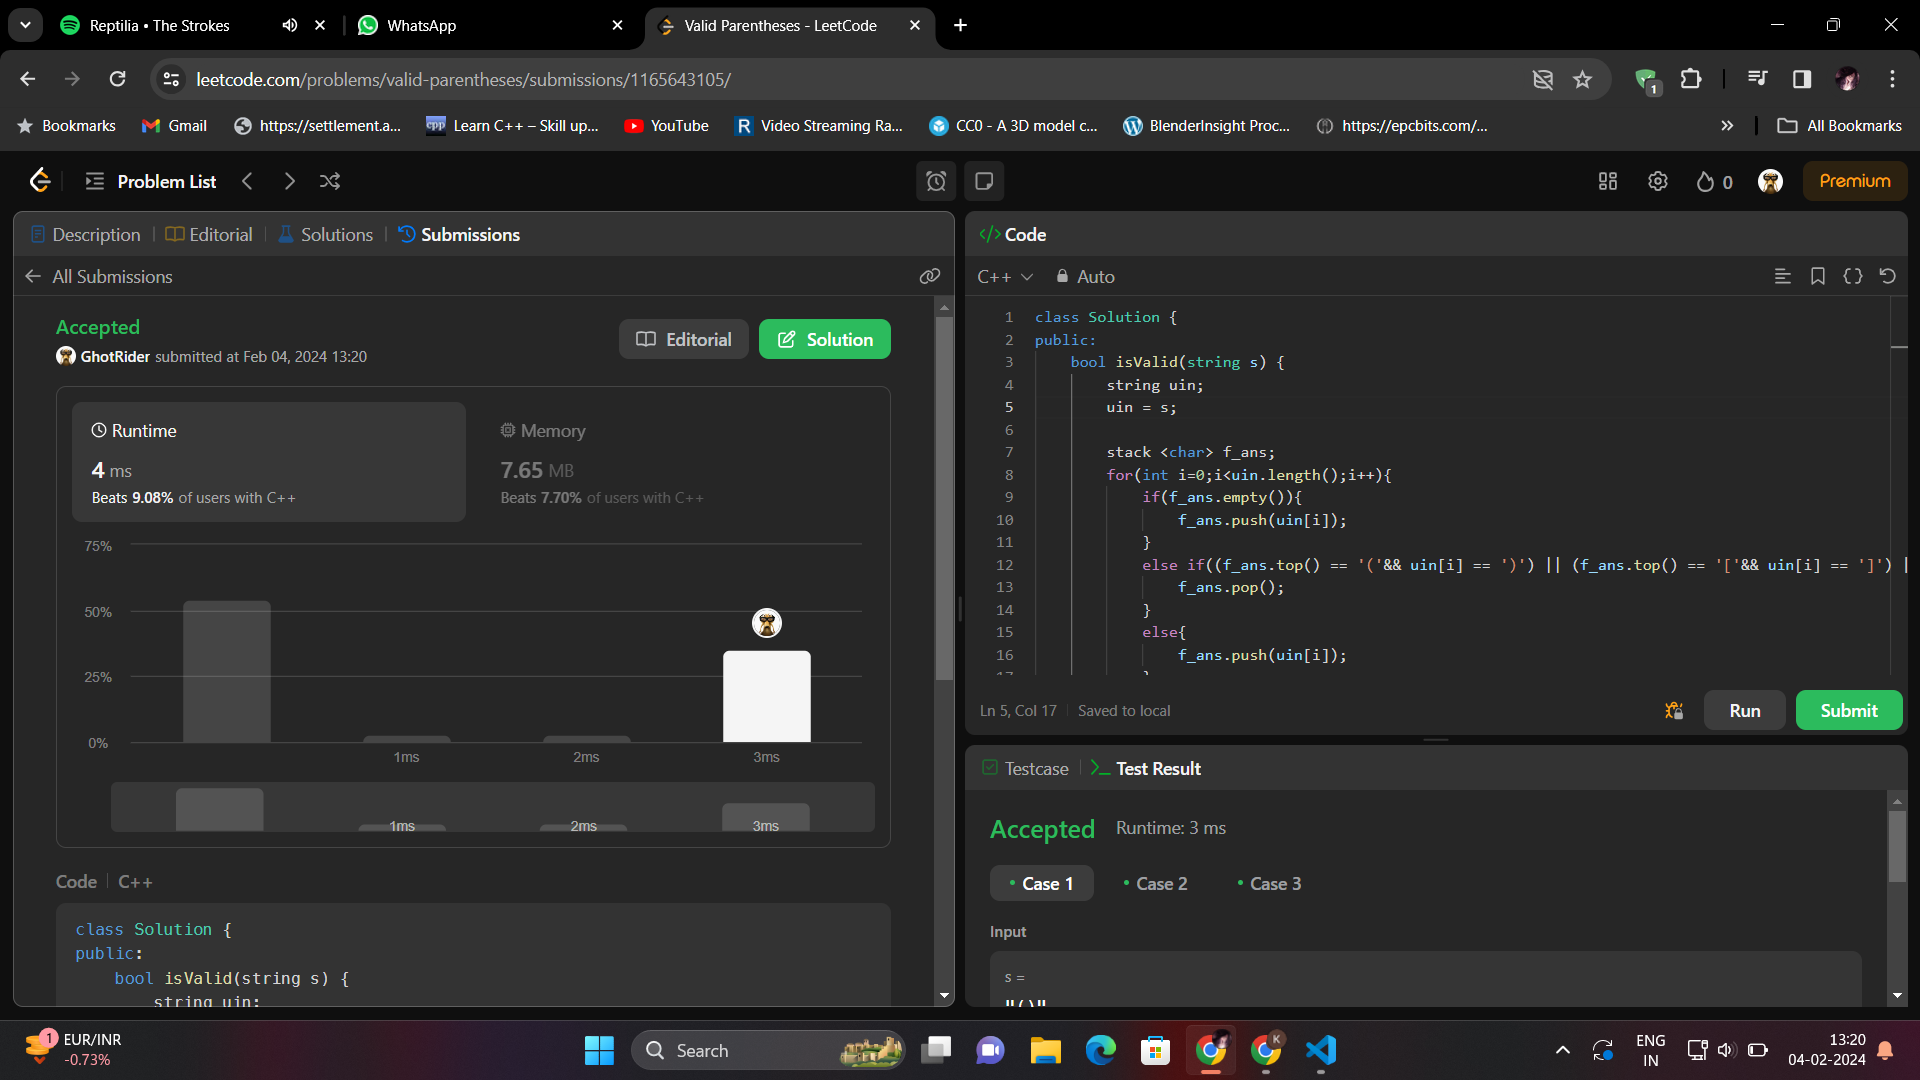 Reptilia • The Strokes
WhatsApp
Valid Parentheses - LeetCode
leetcode.com/problems/valid-parentheses/submissions/1165643105/
1
Bookmarks
Gmail
https://settlement.a...
Learn C++ – Skill up...
YouTube
Video Streaming Ra...
CC0 - A 3D model c...
BlenderInsight Proc...
https://epcbits.com/...
»
All Bookmarks
Problem List
0
Premium
Description
Editorial
Solutions
Submissions
All Submissions
Accepted
GhotRider submitted at Feb 04, 2024 13:20
Editorial
Solution
Runtime
4 ms
Beats 9.08% of users with C++
Memory
7.65 MB
Beats 7.70% of users with C++
75%
50%
25%
0%
1ms
2ms
3ms
1ms
2ms
3ms
Code
C++
class Solution {
public:
bool isValid(string s) {
string uin;
</> Code
C++
Auto
1 class Solution {
2 public:
3 bool isValid(string s) {
4 string uin;
5 uin = s;
6
7 stack <char> f_ans;
8 for(int i=0;i<uin.length();i++){
9 if(f_ans.empty()){
10 f_ans.push(uin[i]);
11 }
12 else if((f_ans.top() == '('&& uin[i] == ')') || (f_ans.top() == '['&& uin[i] == ']') |
13 f_ans.pop();
14 }
15 else{
16 f_ans.push(uin[i]);
17 }
Ln 5, Col 17
Saved to local
Run
Submit
Testcase
Test Result
Accepted
Runtime: 3 ms
• Case 1
• Case 2
• Case 3
Input
s =
"()"
1
EUR/INR
-0.73%
Search
K
ENG
IN
13:20
04-02-2024